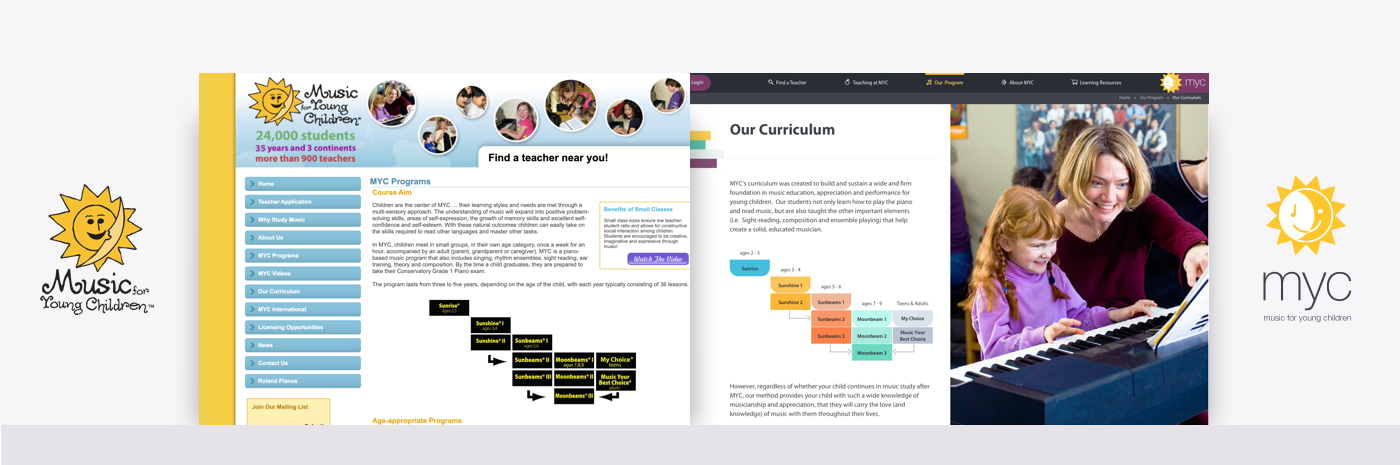 Music
for Young
Children™
Music
for Young
Children™
24,000 students
35 years and 3 continents
more than 900 teachers
Find a teacher near you!
Home
Teacher Application
Why Study Music
About Us
MYC Programs
MYC Videos
Our Curriculum
MYC International
Licensing Opportunities
News
Contact Us
Roland Pianos
Join Our Mailing List
MYC Programs
Course Aim
Children are the center of MYC … their learning styles and needs are met through a
multi-sensory approach. The understanding of music will expand into positive problem-
solving skills, areas of self-expression, the growth of memory skills and excellent self-
confidence and self-esteem. With these natural outcomes children can easily take on
the skills required to read other languages and master other tasks.
In MYC, children meet in small groups, in their own age category, once a week for an
hour, accompanied by an adult (parent, grandparent or caregiver). MYC is a piano-
based music program that also includes singing, rhythm ensembles, sight reading, ear
training, theory and composition. By the time a child graduates, they are prepared to
take their Conservatory Grade 1 Piano exam.
The program lasts from three to five years, depending on the age of the child, with each year typically consisting of 36 lessons.
Benefits of Small Classes
Small class sizes ensure low teacher-
student ratio and allows for constructive
social interaction among children.
Students are encouraged to be creative,
imaginative and expressive through
music!
Watch The Video
Sunrise®
ages 2,3
Sunshine® I
ages 3,4
Sunshine® II
Sunbeams® I
ages 5,6
Sunbeams® II
Moonbeams® I
ages 7,8,9
My Choice®
teens
Sunbeams® III
Moonbeams® II
Music Your
Best Choice®
adults
Moonbeams® III
Age-appropriate Programs
Login
Find a Teacher
Teaching at MYC
Our Program
About MYC
Learning Resources
myc
Home
Our Program
Our Curriculum
Our Curriculum
MYC's curriculum was created to build and sustain a wide and firm
foundation in music education, appreciation and performance for
young children. Our students not only learn how to play the piano
and read music, but are also taught the other important elements
(i.e. Sight-reading, composition and ensemble playing) that help
create a solid, educated musician.
ages 2 - 3
Sunrise
ages 3 - 4
Sunshine 1
Sunshine 2
ages 5 - 6
Sunbeams 1
Sunbeams 2
Sunbeams 3
ages 7 - 9
Moonbeam 1
Moonbeam 2
Moonbeam 3
Teens & Adults
My Choice
Music Your
Best Choice
However, regardless of whether your child continues in music study after
MYC, our method provides your child with such a wide knowledge of
musicianship and appreciation, that they will carry the love (and
knowledge) of music with them throughout their lives.
myc
music for young children